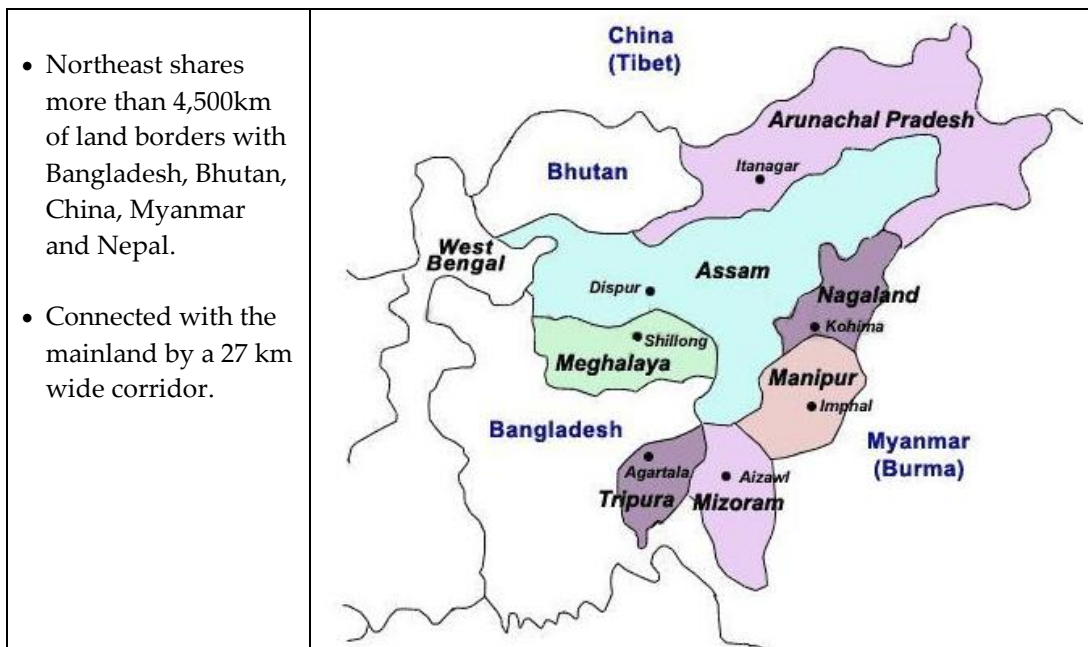 • Northeast shares
more than 4,500km
of land borders with
Bangladesh, Bhutan,
China, Myanmar
and Nepal.
• Connected with the
mainland by a 27 km
wide corridor.
China
(Tibet)
Arunachal Pradesh
Itanagar
Bhutan
West
Bengal
Assam
Dispur
Nagaland
Kohima
Shillong
Meghalaya
Manipur
Imphal
Bangladesh
Myanmar
(Burma)
Agartala
Tripura
Aizawl
Mizoram